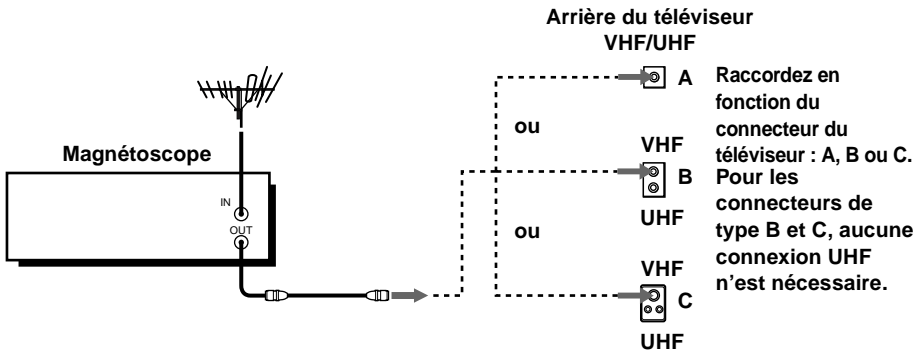 Arrière du téléviseur
VHF/UHF
A
Raccordez en
fonction du
connecteur du
téléviseur : A, B ou C.
Pour les
connecteurs de
type B et C, aucune
connexion UHF
n'est nécessaire.
ou
VHF
B
UHF
ou
VHF
C
UHF
Magnétoscope
IN
OUT